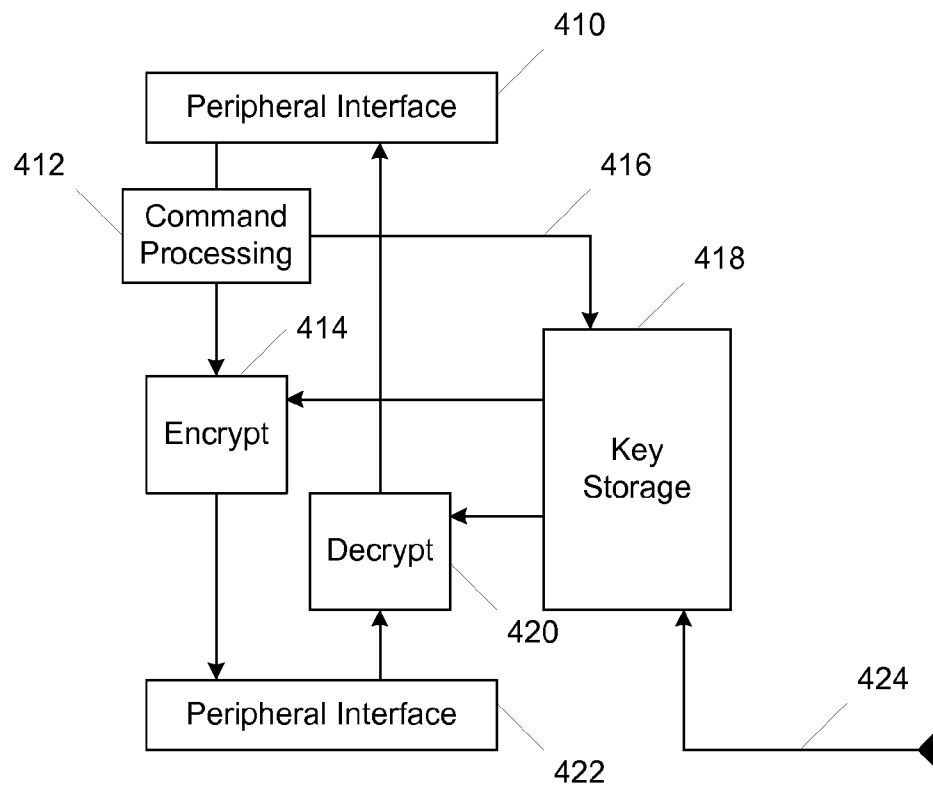 410
Peripheral Interface
412
416
Command
Processing
418
414
Encrypt
Key
Storage
Decrypt
420
424
Peripheral Interface
422